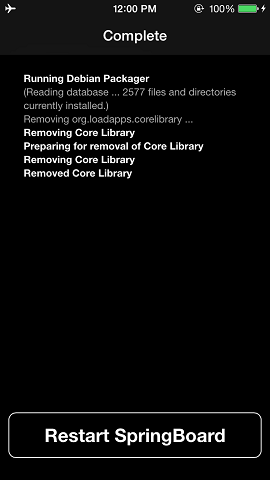 12:00 PM 100%
Complete
Running Debian Packager
(Reading database ... 2577 files and directories
currently installed.)
Removing org.loadapps.corelibrary ...
Removing Core Library
Preparing for removal of Core Library
Removing Core Library
Removed Core Library
Restart SpringBoard